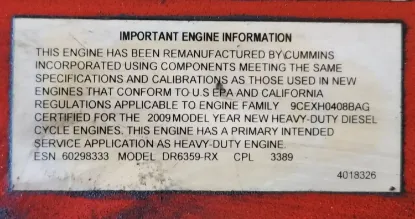 IMPORTANT ENGINE INFORMATION
THIS ENGINE HAS BEEN REMANUFACTURED BY CUMMINS
INCORPORATED USING COMPONENTS MEETING THE SAME
SPECIFICATIONS AND CALIBRATIONS AS THOSE USED IN NEW
ENGINES THAT CONFORM TO U.S EPA AND CALIFORNIA
REGULATIONS APPLICABLE TO ENGINE FAMILY 9CEXH0408BAG
CERTIFIED FOR THE 2009 MODEL YEAR NEW HEAVY-DUTY DIESEL
CYCLE ENGINES. THIS ENGINE HAS A PRIMARY INTENDED
SERVICE APPLICATION AS HEAVY-DUTY ENGINE.
ESN 60298333 MODEL DR6359-RX CPL 3389
4018326